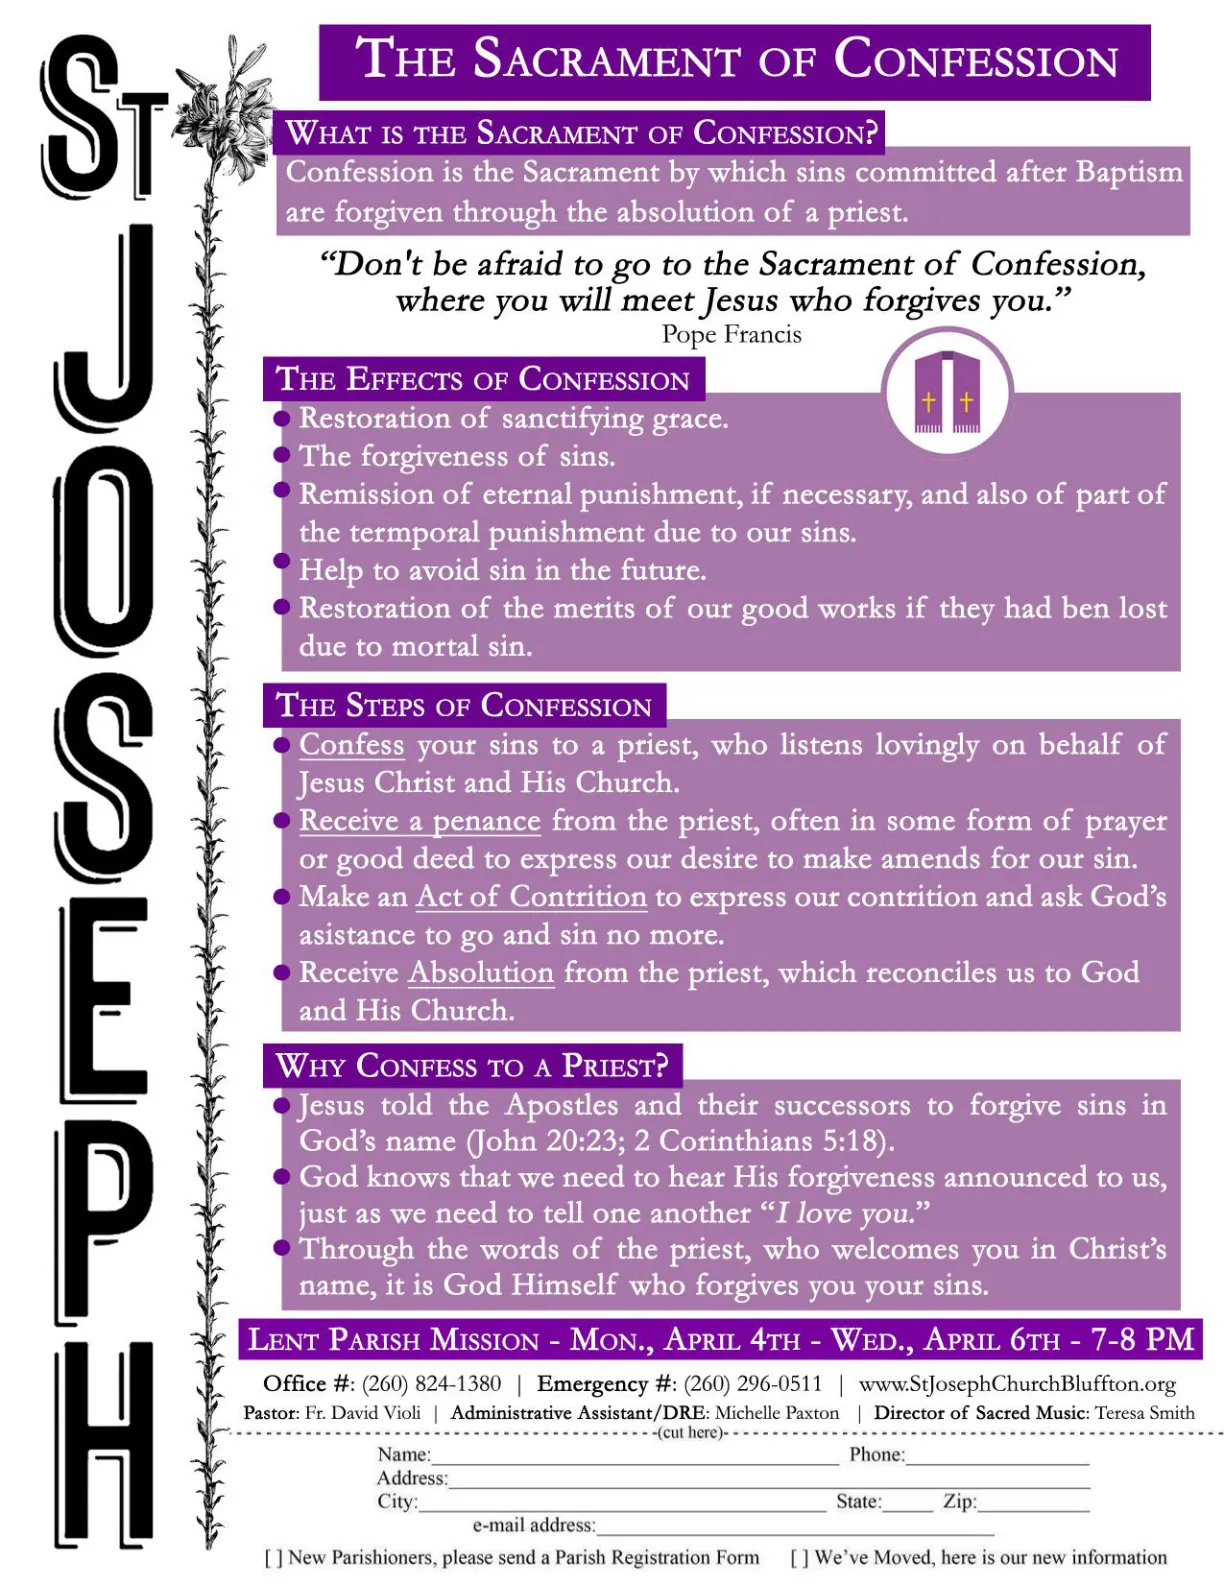 ST JOSEPH
THE SACRAMENT OF CONFESSION
WHAT IS THE SACRAMENT OF CONFESSION?
Confession is the Sacrament by which sins committed after Baptism
are forgiven through the absolution of a priest.
“Don't be afraid to go to the Sacrament of Confession,
where you will meet Jesus who forgives you.”
Pope Francis
THE EFFECTS OF CONFESSION
● Restoration of sanctifying grace.
● The forgiveness of sins.
● Remission of eternal punishment, if necessary, and also of part of
the termporal punishment due to our sins.
● Help to avoid sin in the future.
● Restoration of the merits of our good works if they had ben lost
due to mortal sin.
THE STEPS OF CONFESSION
● Confess your sins to a priest, who listens lovingly on behalf of
Jesus Christ and His Church.
● Receive a penance from the priest, often in some form of prayer
or good deed to express our desire to make amends for our sin.
● Make an Act of Contrition to express our contrition and ask God’s
asistance to go and sin no more.
● Receive Absolution from the priest, which reconciles us to God
and His Church.
WHY CONFESS TO A PRIEST?
● Jesus told the Apostles and their successors to forgive sins in
God’s name (John 20:23; 2 Corinthians 5:18).
● God knows that we need to hear His forgiveness announced to us,
just as we need to tell one another “I love you.”
● Through the words of the priest, who welcomes you in Christ’s
name, it is God Himself who forgives you your sins.
LENT PARISH MISSION - MON., APRIL 4TH - WED., APRIL 6TH - 7-8 PM
Office #: (260) 824-1380 | Emergency #: (260) 296-0511 | www.StJosephChurchBluffton.org
Pastor: Fr. David Violi | Administrative Assistant/DRE: Michelle Paxton | Director of Sacred Music: Teresa Smith
(cut here)
Name: Phone:
Address:
City: State: Zip:
e-mail address:
[ ] New Parishioners, please send a Parish Registration Form [ ] We’ve Moved, here is our new information